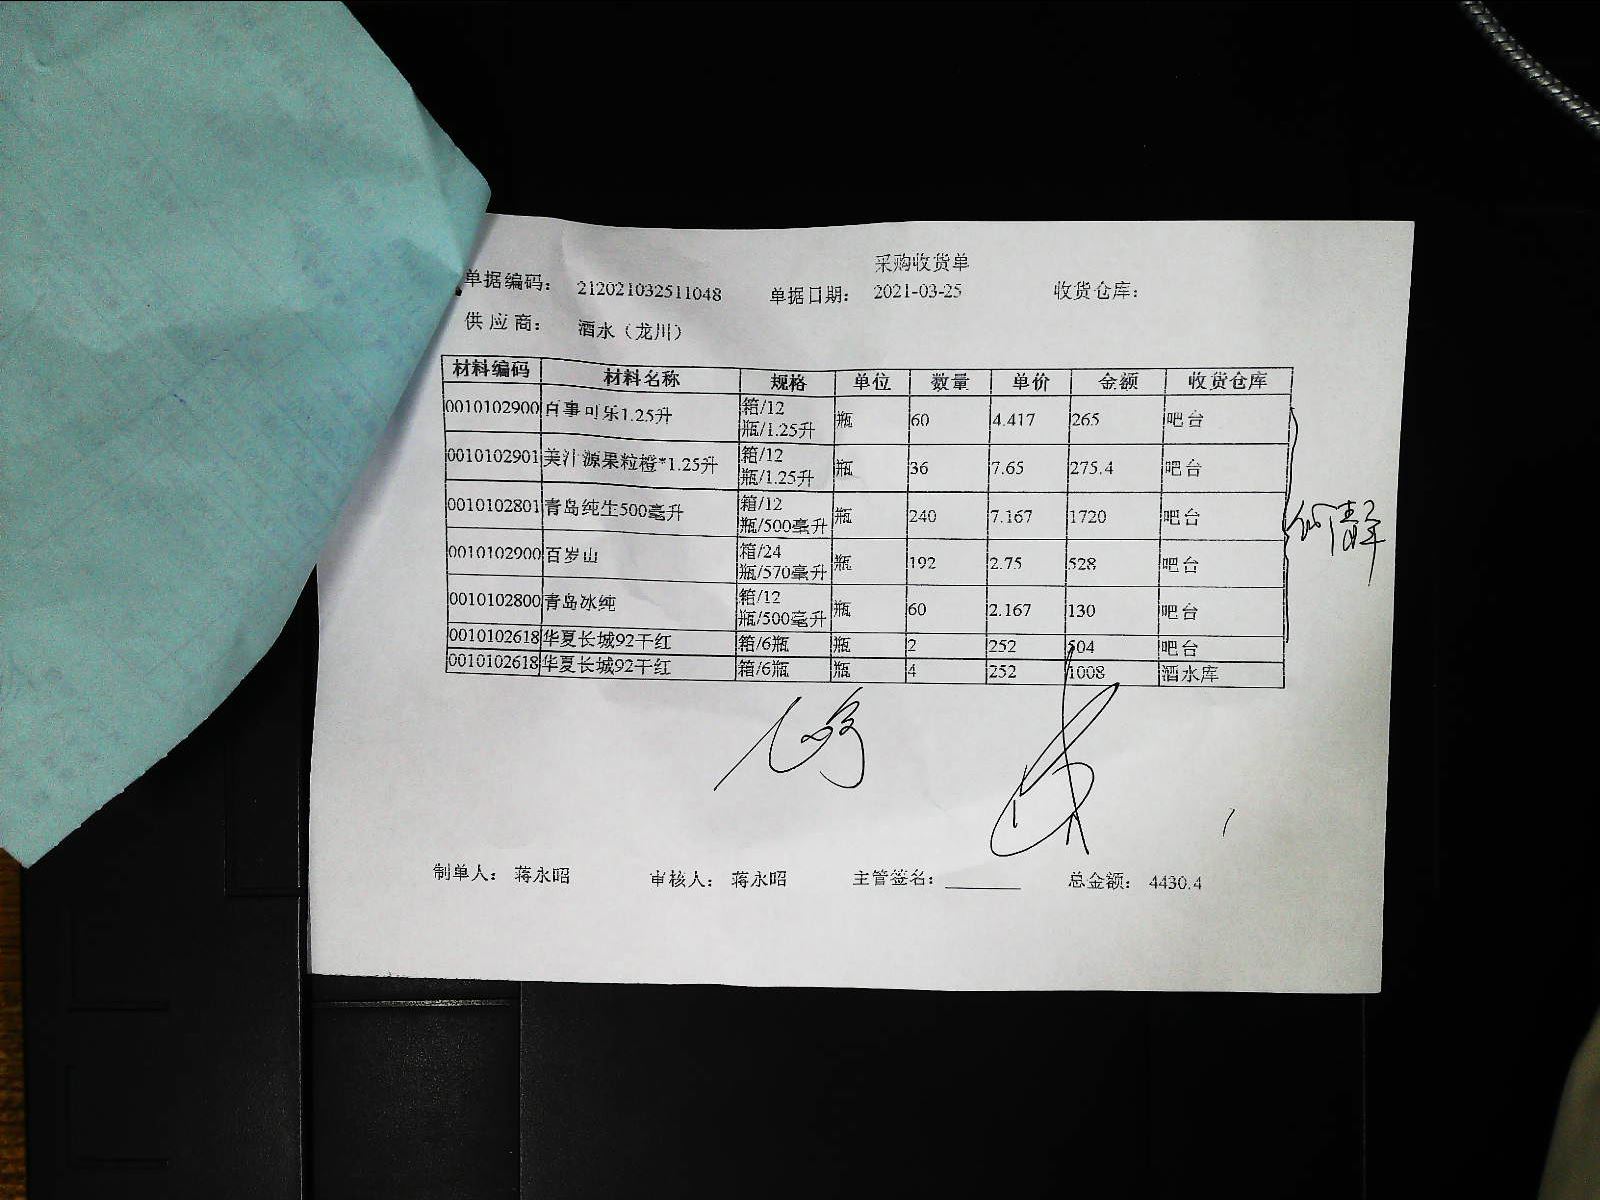 采购收货单
单据编码： 212021032511048 单据日期： 2021-03-25 收货仓库：
供 应 商： 酒水（龙川）
材料编码 材料名称 规格 单位 数量 单价 金额 收货仓库
0010102900 百事可乐1.25升 箱/12瓶/1.25升 瓶 60 4.417 265 吧台
0010102901 美汁源果粒橙*1.25升 箱/12瓶/1.25升 瓶 36 7.65 275.4 吧台
0010102801 青岛纯生500毫升 箱/12瓶/500毫升 瓶 240 7.167 1720 吧台
0010102900 百岁山 箱/24瓶/570毫升 瓶 192 2.75 528 吧台
0010102800 青岛冰纯 箱/12瓶/500毫升 瓶 60 2.167 130 吧台
0010102618 华夏长城92干红 箱/6瓶 瓶 2 252 504 吧台
0010102618 华夏长城92干红 箱/6瓶 瓶 4 252 1008 酒水库
制单人： 蒋永昭 审核人： 蒋永昭 主管签名： 总金额： 4430.4